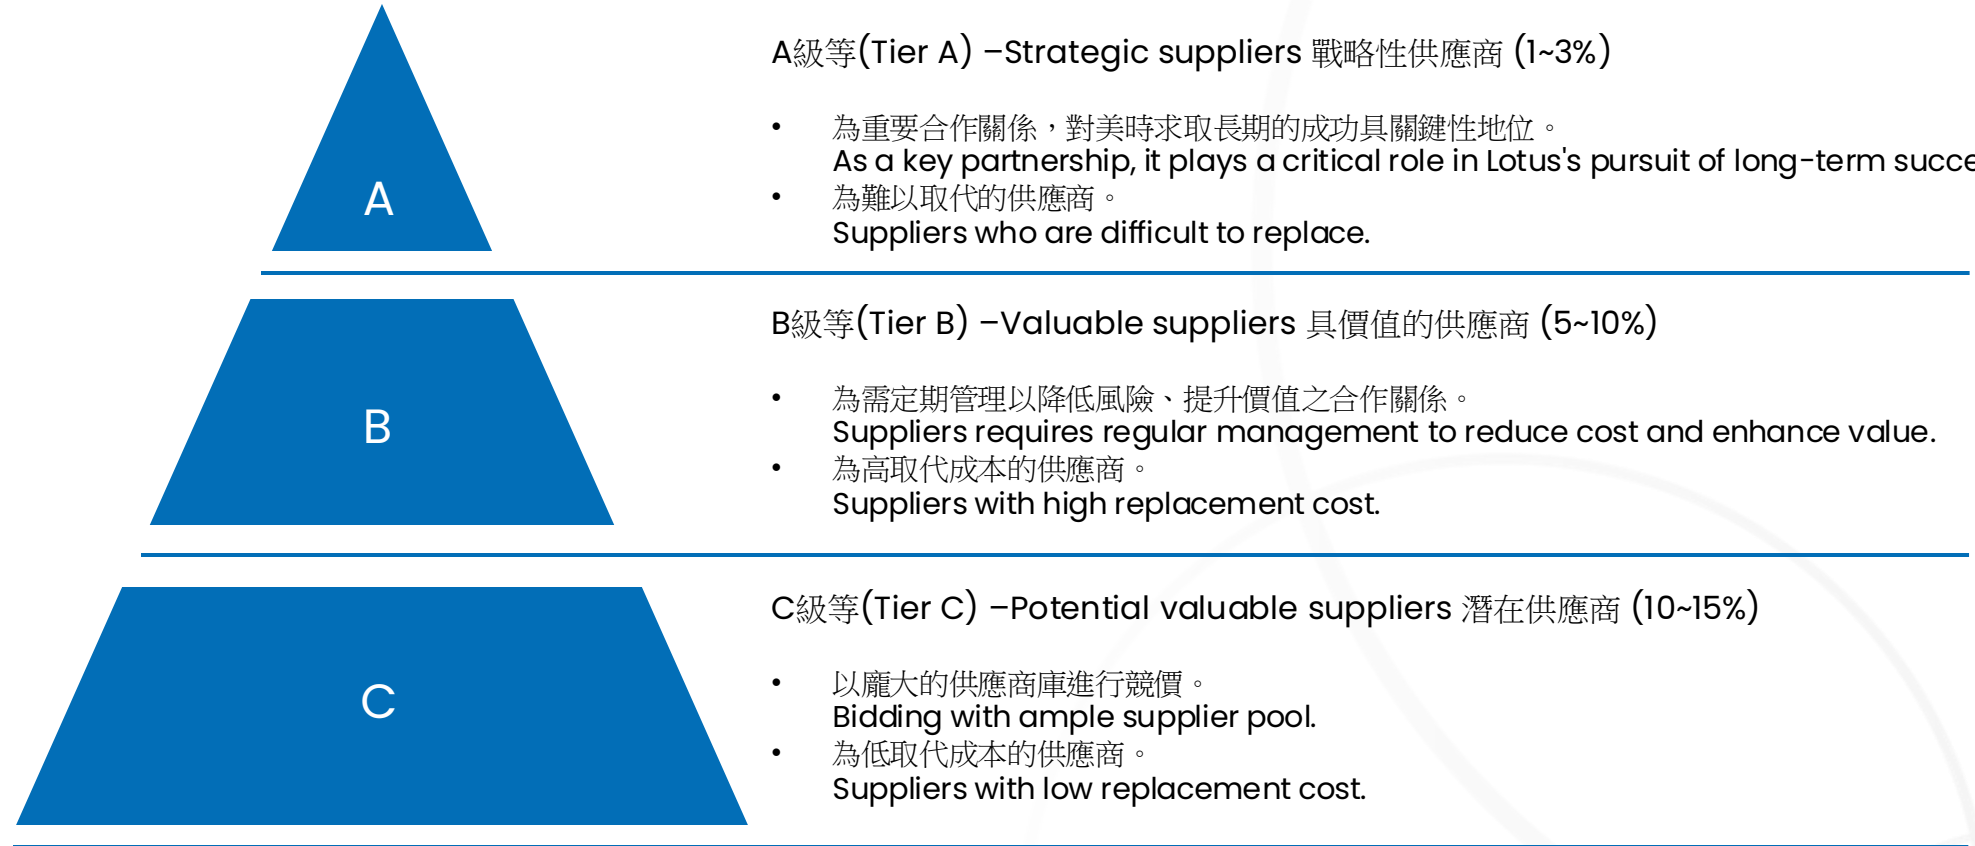 A級等(Tier A) –Strategic suppliers 戰略性供應商 (1~3%)
• 為重要合作關係，對美時求取長期的成功具關鍵性地位。
As a key partnership, it plays a critical role in Lotus's pursuit of long-term succe
• 為難以取代的供應商。
Suppliers who are difficult to replace.
A
B級等(Tier B) –Valuable suppliers 具價值的供應商 (5~10%)
• 為需定期管理以降低風險、提升價值之合作關係。
Suppliers requires regular management to reduce cost and enhance value.
• 為高取代成本的供應商。
Suppliers with high replacement cost.
B
C級等(Tier C) –Potential valuable suppliers 潛在供應商 (10~15%)
• 以龐大的供應商庫進行競價。
Bidding with ample supplier pool.
• 為低取代成本的供應商。
Suppliers with low replacement cost.
C